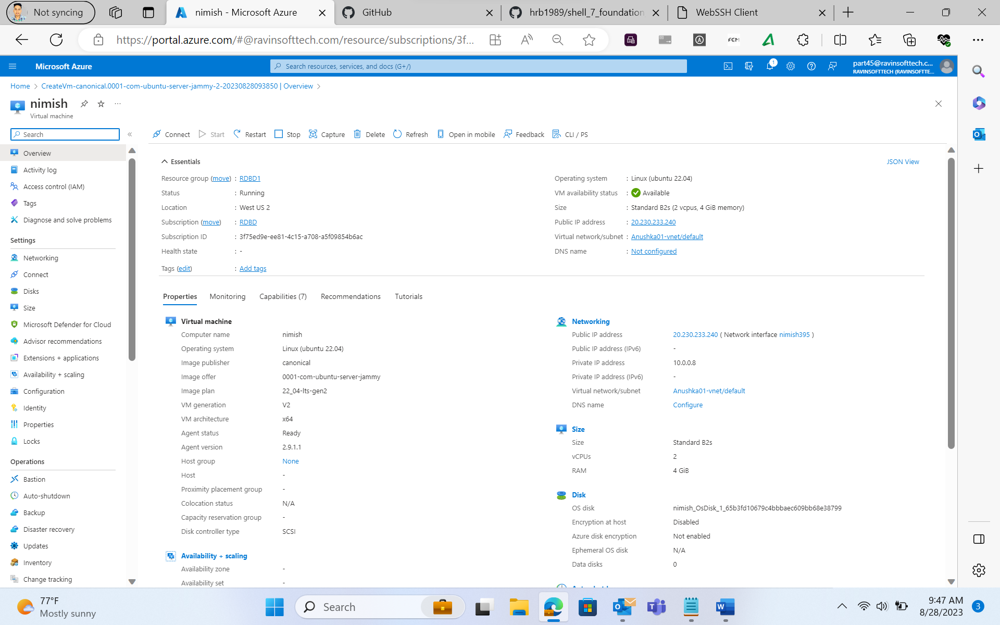 Not syncing
nimish - Microsoft Azure
GitHub
hrb1989/shell_7_foundation
WebSSH Client
https://portal.azure.com/#@ravinsofttech.com/resource/subscriptions/3f...
FCM
Microsoft Azure
Search resources, services, and docs (G+/)
1
part45@ravinsofttech.c...
RAVINSOFTTECH (RAVINSOFTTE...
Home > CreateVm-canonical.0001-com-ubuntu-server-jammy-2-20230828093850 | Overview >
nimish
Virtual machine
Search
Connect Start Restart Stop Capture Delete Refresh Open in mobile Feedback CLI / PS
Overview
Activity log
Access control (IAM)
Tags
Diagnose and solve problems
Settings
Networking
Connect
Disks
Size
Microsoft Defender for Cloud
Advisor recommendations
Extensions + applications
Availability + scaling
Configuration
Identity
Properties
Locks
Operations
Bastion
Auto-shutdown
Backup
Disaster recovery
Updates
Inventory
Change tracking
Essentials
JSON View
Resource group (move) : RDBD1
Status : Running
Location : West US 2
Subscription (move) : RDBD
Subscription ID : 3f75ed9e-ee81-4c15-a708-a5f09854b6ac
Health state : -
Tags (edit) : Add tags
Operating system : Linux (ubuntu 22.04)
VM availability status : Available
Size : Standard B2s (2 vcpus, 4 GiB memory)
Public IP address : 20.230.233.240
Virtual network/subnet : Anushka01-vnet/default
DNS name : Not configured
Properties Monitoring Capabilities (7) Recommendations Tutorials
Virtual machine
Computer name nimish
Operating system Linux (ubuntu 22.04)
Image publisher canonical
Image offer 0001-com-ubuntu-server-jammy
Image plan 22_04-lts-gen2
VM generation V2
VM architecture x64
Agent status Ready
Agent version 2.9.1.1
Host group None
Host -
Proximity placement group -
Colocation status N/A
Capacity reservation group -
Disk controller type SCSI
Availability + scaling
Availability zone -
Availability set -
Networking
Public IP address 20.230.233.240 ( Network interface nimish395 )
Public IP address (IPv6) -
Private IP address 10.0.0.8
Private IP address (IPv6) -
Virtual network/subnet Anushka01-vnet/default
DNS name Configure
Size
Size Standard B2s
vCPUs 2
RAM 4 GiB
Disk
OS disk nimish_OsDisk_1_65b3fd10679c4bbbaec609bb68e38799
Encryption at host Disabled
Azure disk encryption Not enabled
Ephemeral OS disk N/A
Data disks 0
77°F
Mostly sunny
Search
9:47 AM
8/28/2023
3